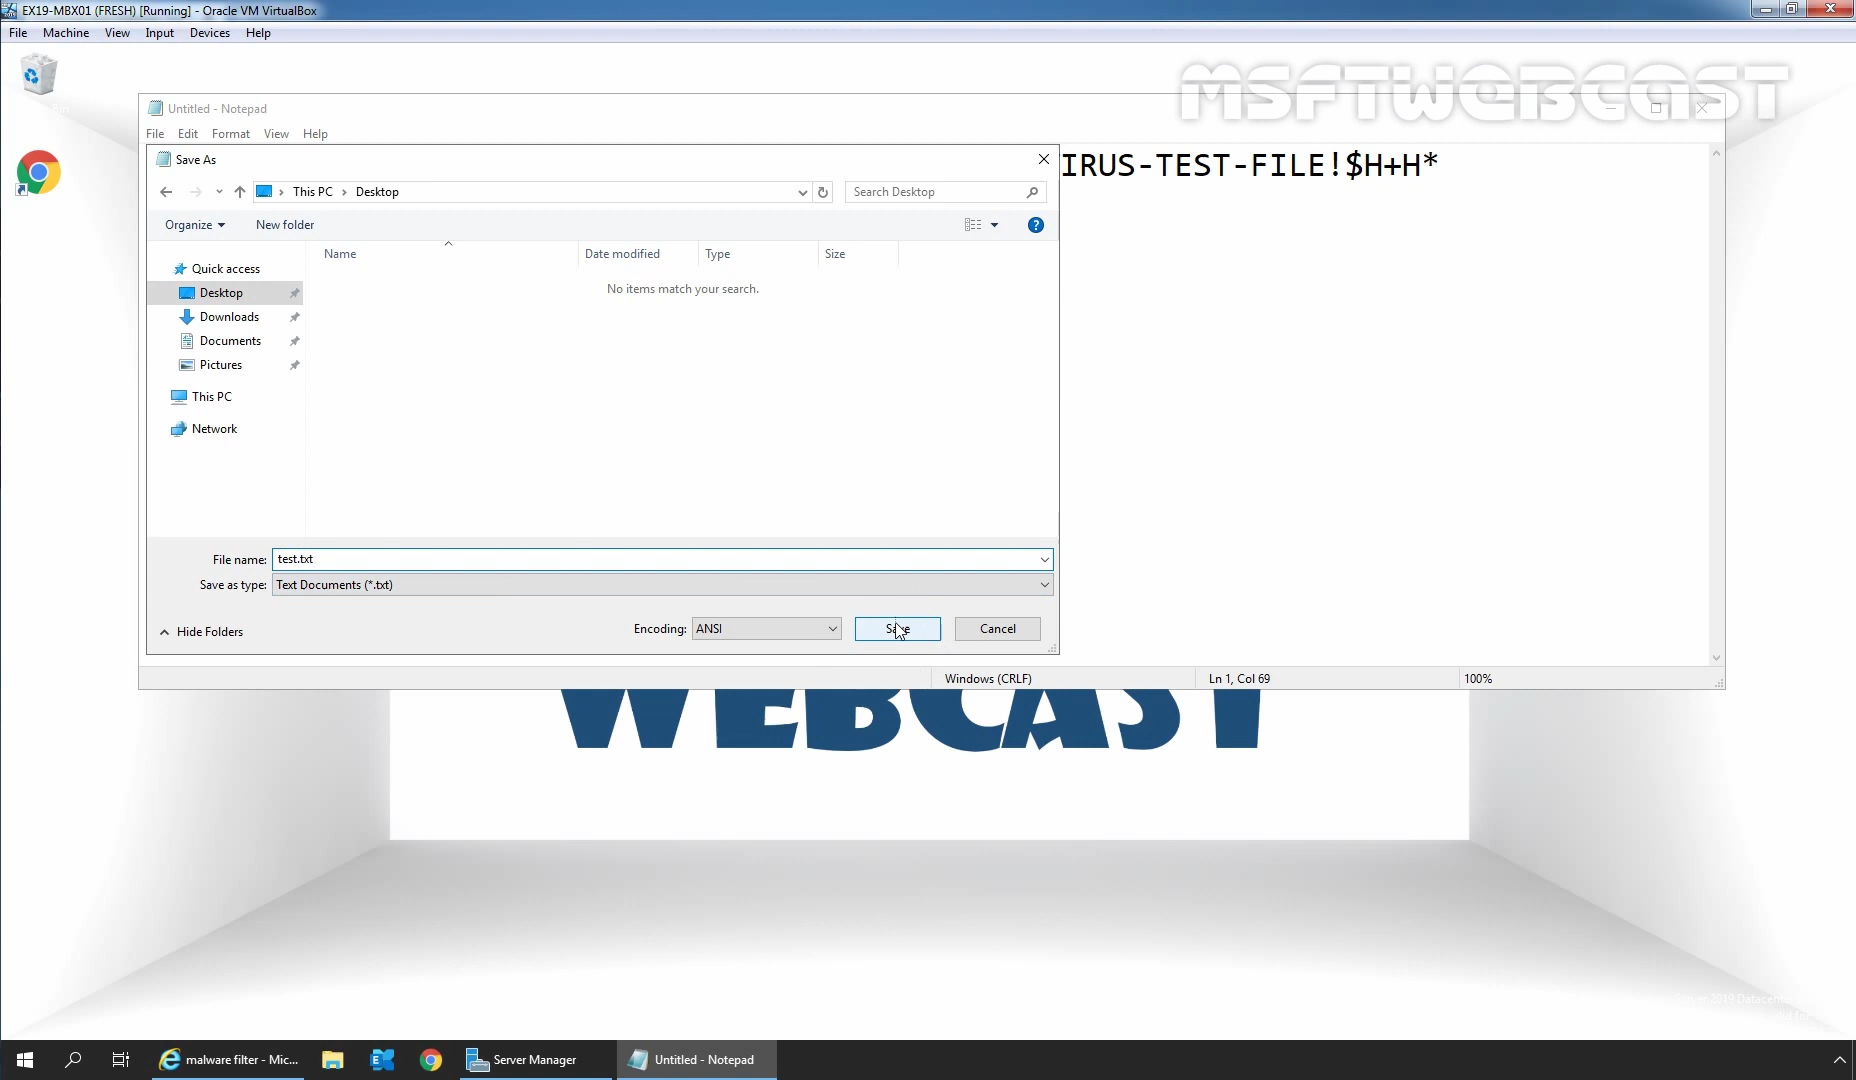 EX19-MBX01 (FRESH) [Running] - Oracle VM VirtualBox
File Machine View Input Devices Help
MSFTWEBCAST
Untitled - Notepad
File Edit Format View Help
Save As
IRUS-TEST-FILE!$H+H*
This PC Desktop
Search Desktop
Organize New folder
Name Date modified Type Size
No items match your search.
Quick access
Desktop
Downloads
Documents
Pictures
This PC
Network
File name: test.txt
Save as type: Text Documents (*.txt)
Hide Folders
Encoding: ANSI Save Cancel
Windows (CRLF) Ln 1, Col 69 100%
WEBCAST
malware filter - Mic...
Server Manager
Untitled - Notepad